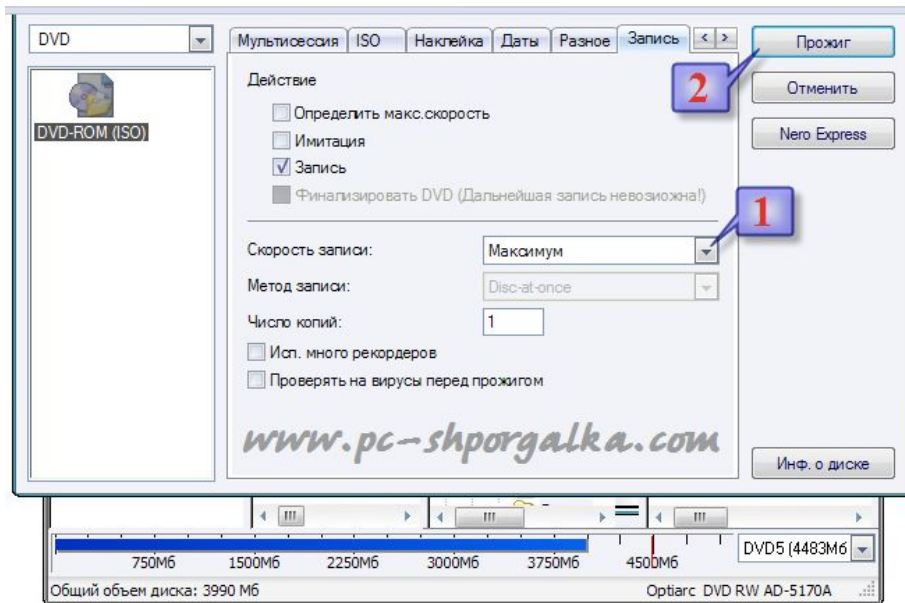 DVD
DVD-ROM (ISO)
Мультисессия ISO Наклейка Даты Разное Запись
Действие
Определить макс.скорость
Имитация
Запись
Финализировать DVD (Дальнейшая запись невозиожна!)
Скорость записи: Максимум
Метод записи: Disc-at-once
Число копий: 1
Исп. много рекордеров
Проверять на вирусы перед прожигом
www.pc-shporgalka.com
Прожиг
2
Отменить
Nero Express
1
Инф. о диске
750Мб 1500Мб 2250Мб 3000Мб 3750Мб 4500Мб DVD5 (4483Мб
Общий объем диска: 3990 Мб Optiarc DVD RW AD-5170A